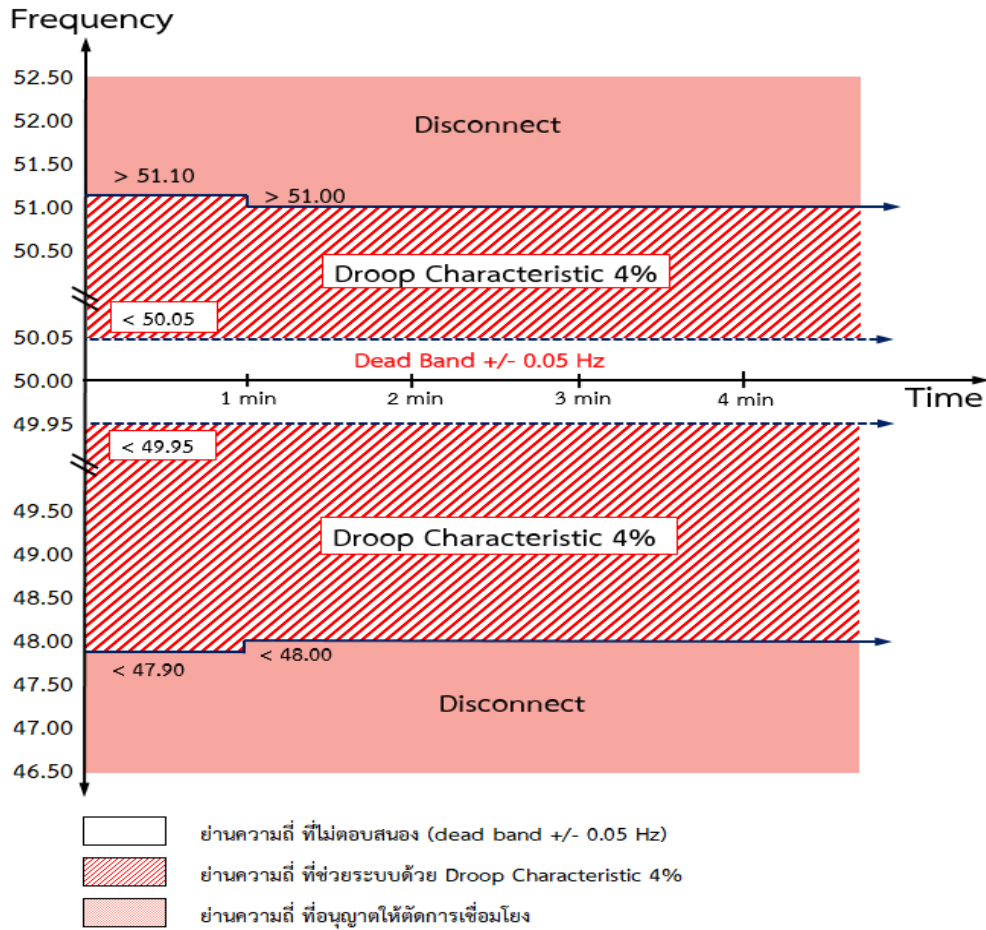 Frequency
52.50
52.00
Disconnect
51.50
> 51.10
> 51.00
51.00
50.50
Droop Characteristic 4%
< 50.05
50.05
Dead Band +/- 0.05 Hz
50.00
1 min
2 min
3 min
4 min
Time
49.95
< 49.95
49.50
Droop Characteristic 4%
49.00
48.50
48.00
< 48.00
< 47.90
47.50
Disconnect
47.00
46.50
ย่านความถี่ ที่ไม่ตอบสนอง (dead band +/- 0.05 Hz)
ย่านความถี่ ที่ช่วยระบบด้วย Droop Characteristic 4%
ย่านความถี่ ที่อนุญาตให้ตัดการเชื่อมโยง